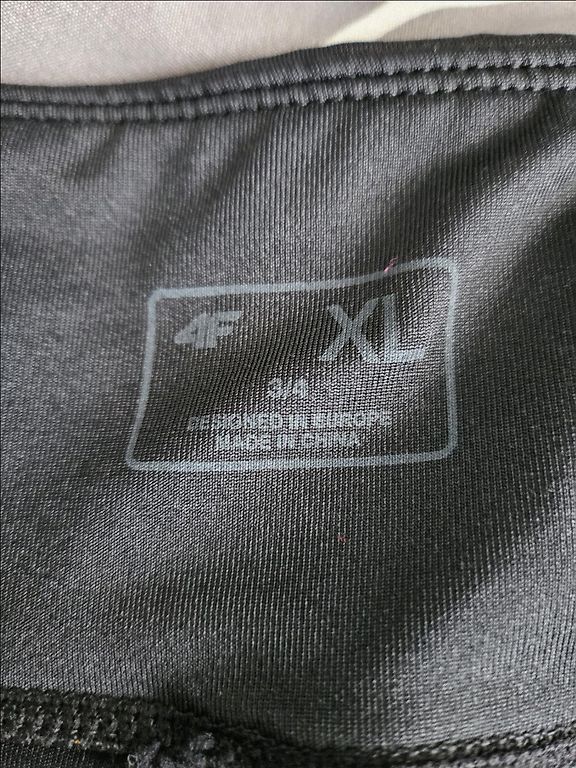 4F XL
3/4
DESIGNED IN EUROPE
MADE IN CHINA